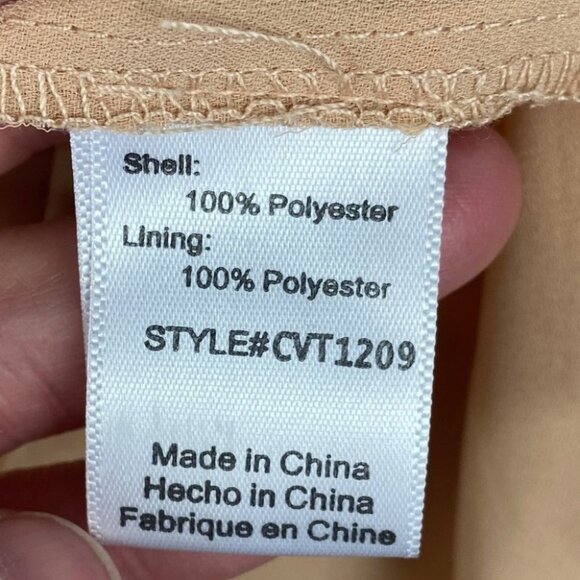 Shell:
100% Polyester
Lining:
100% Polyester
STYLE#CVT1209
Made in China
Hecho in China
Fabrique en Chine